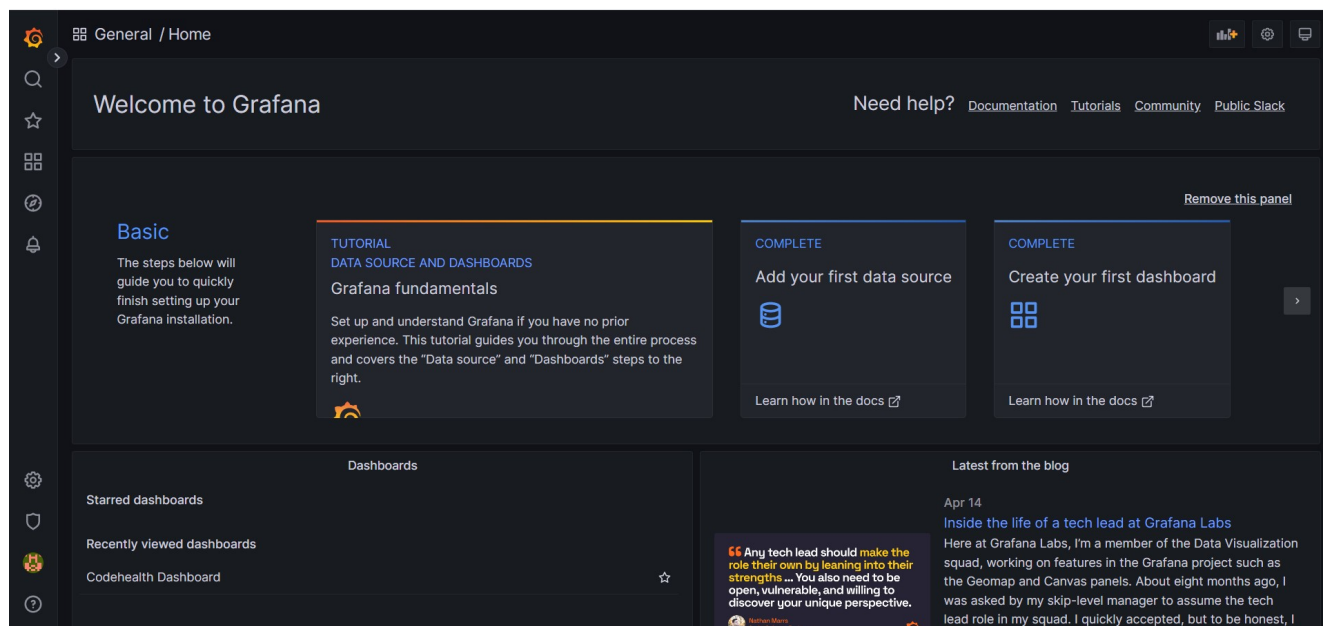 General / Home
Welcome to Grafana
Need help? Documentation Tutorials Community Public Slack
Remove this panel
Basic
The steps below will
guide you to quickly
finish setting up your
Grafana installation.
TUTORIAL
DATA SOURCE AND DASHBOARDS
Grafana fundamentals
Set up and understand Grafana if you have no prior
experience. This tutorial guides you through the entire process
and covers the “Data source” and “Dashboards” steps to the
right.
COMPLETE
Add your first data source
Learn how in the docs
COMPLETE
Create your first dashboard
Learn how in the docs
Dashboards
Starred dashboards
Recently viewed dashboards
Codehealth Dashboard
Latest from the blog
Any tech lead should make the
role their own by leaning into their
strengths ... You also need to be
open, vulnerable, and willing to
discover your unique perspective.
Nathan Marrs
Apr 14
Inside the life of a tech lead at Grafana Labs
Here at Grafana Labs, I'm a member of the Data Visualization
squad, working on features in the Grafana project such as
the Geomap and Canvas panels. About eight months ago, I
was asked by my skip-level manager to assume the tech
lead role in my squad. I quickly accepted, but to be honest, I